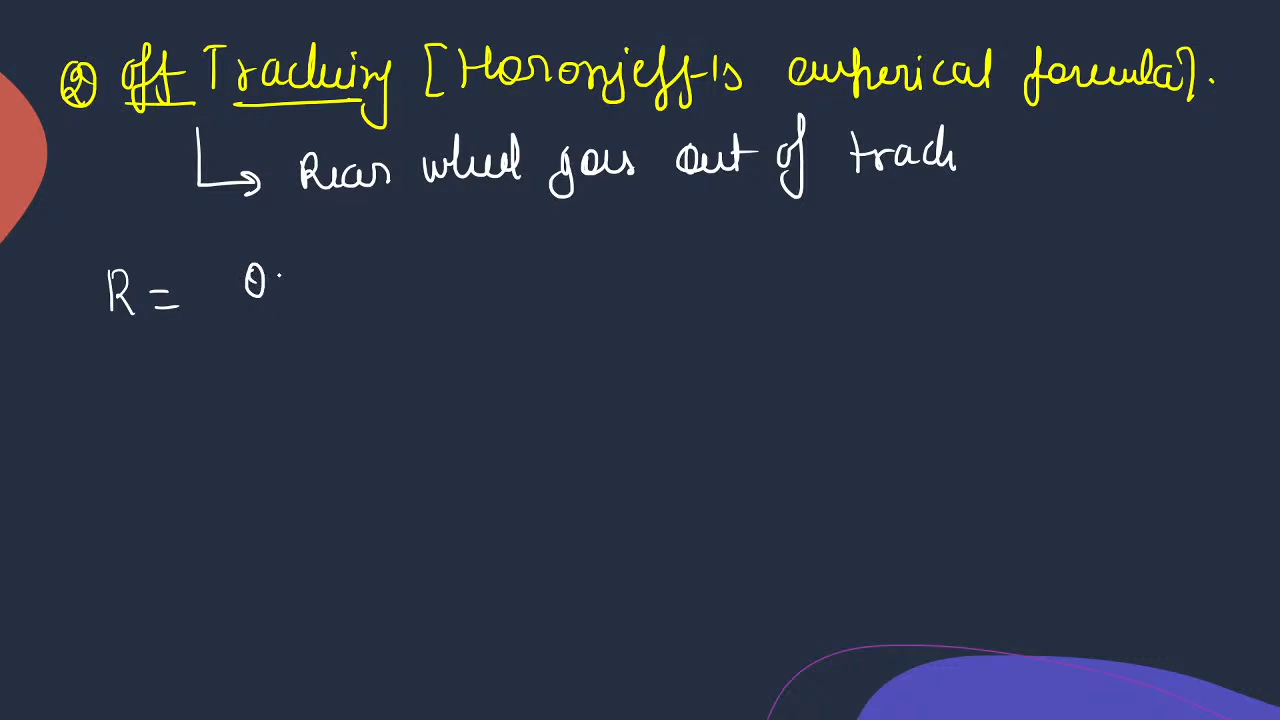 ② Off Tracking [Horonjeff's emperical formula].
↳ Rear wheel goes out of track
R = 0.